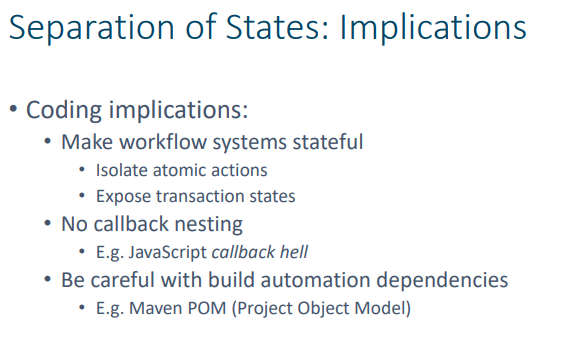 Separation of States: Implications
• Coding implications:
• Make workflow systems stateful
• Isolate atomic actions
• Expose transaction states
• No callback nesting
• E.g. JavaScript callback hell
• Be careful with build automation dependencies
• E.g. Maven POM (Project Object Model)